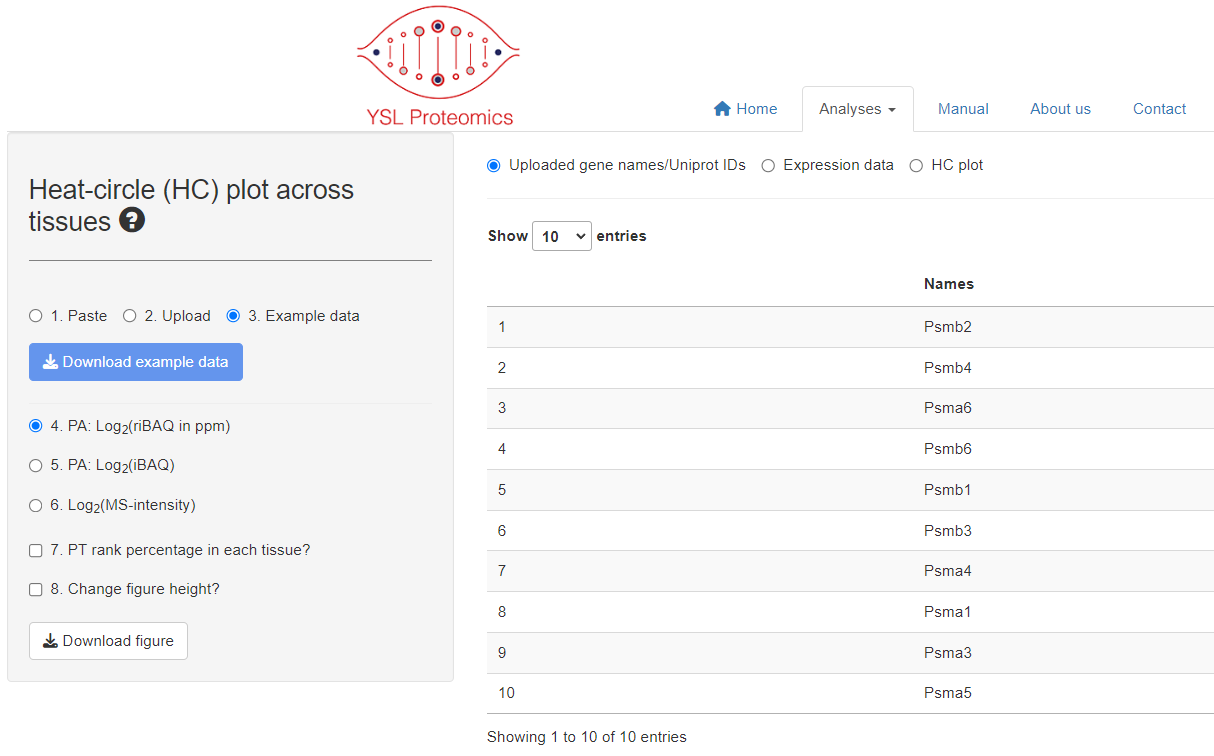 YSL Proteomics
Home
Analyses
Manual
About us
Contact
Heat-circle (HC) plot across
tissues ?
1. Paste
2. Upload
3. Example data
Download example data
4. PA: Log2(riBAQ in ppm)
5. PA: Log2(iBAQ)
6. Log2(MS-intensity)
7. PT rank percentage in each tissue?
8. Change figure height?
Download figure
Uploaded gene names/Uniprot IDs
Expression data
HC plot
Show 10 entries
Names
1 Psmb2
2 Psmb4
3 Psma6
4 Psmb6
5 Psmb1
6 Psmb3
7 Psma4
8 Psma1
9 Psma3
10 Psma5
Showing 1 to 10 of 10 entries